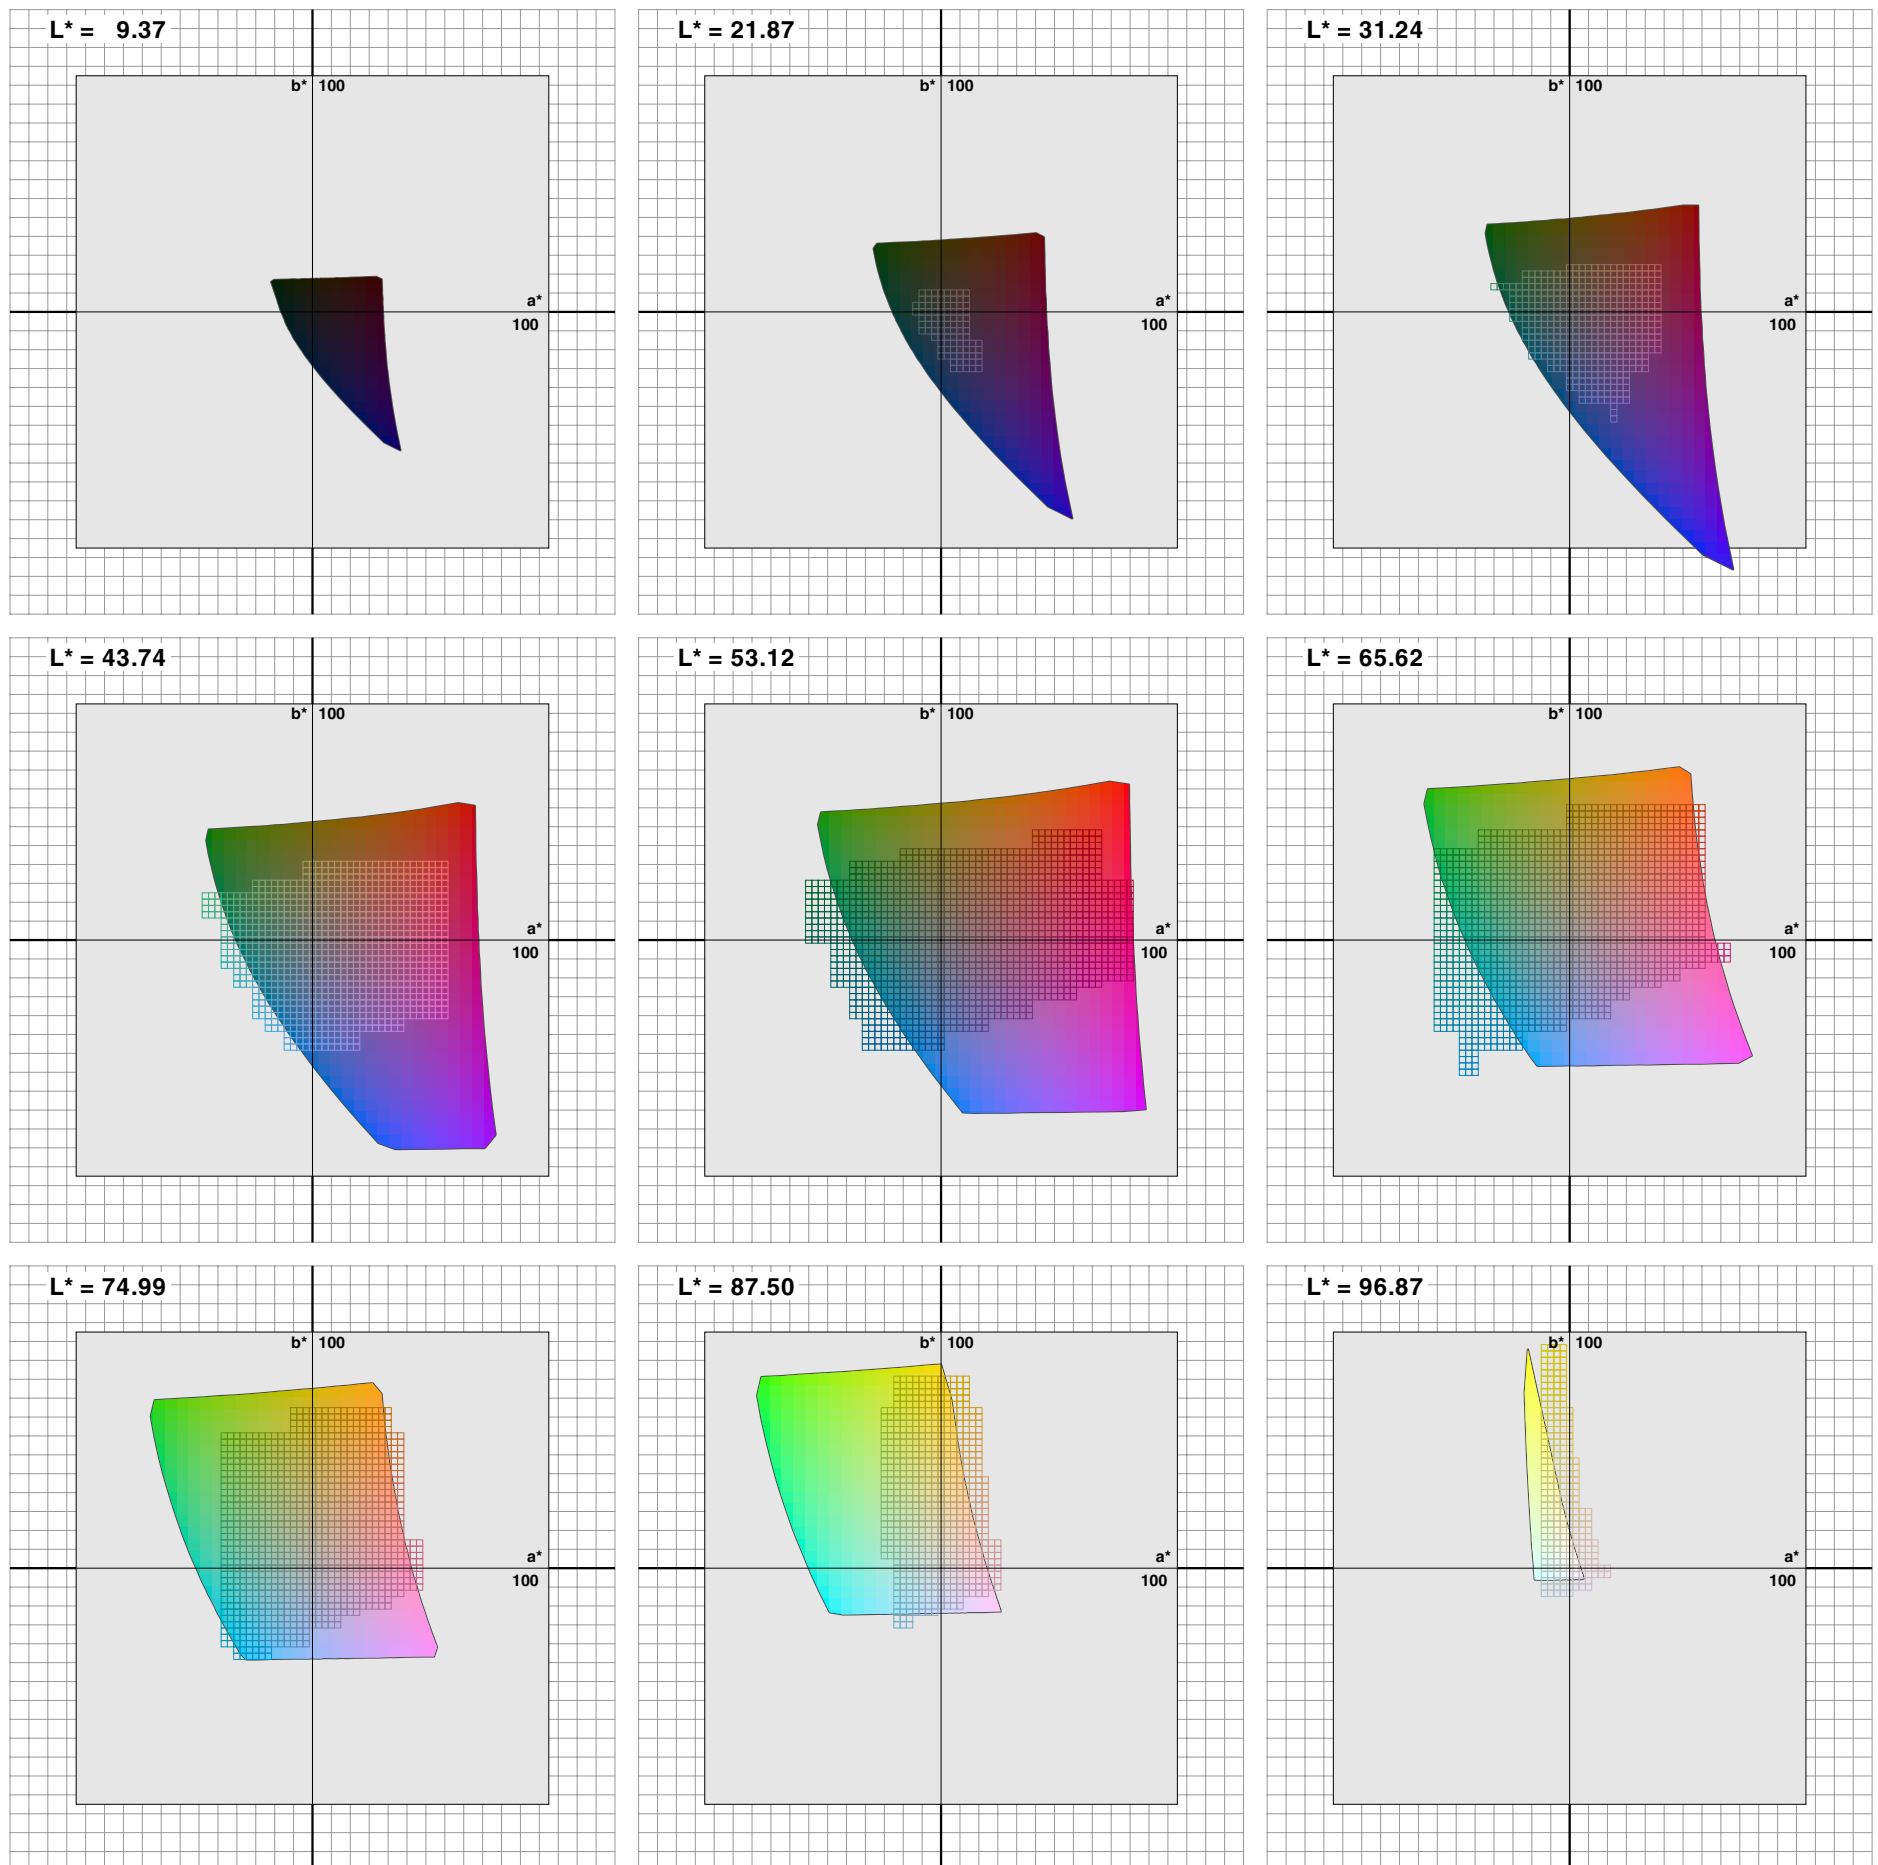 L* = 9.37
b* 100
a*
100
L* = 21.87
b* 100
a*
100
L* = 31.24
b* 100
a*
100
L* = 43.74
b* 100
a*
100
L* = 53.12
b* 100
a*
100
L* = 65.62
b* 100
a*
100
L* = 74.99
b* 100
a*
100
L* = 87.50
b* 100
a*
100
L* = 96.87
b* 100
a*
100